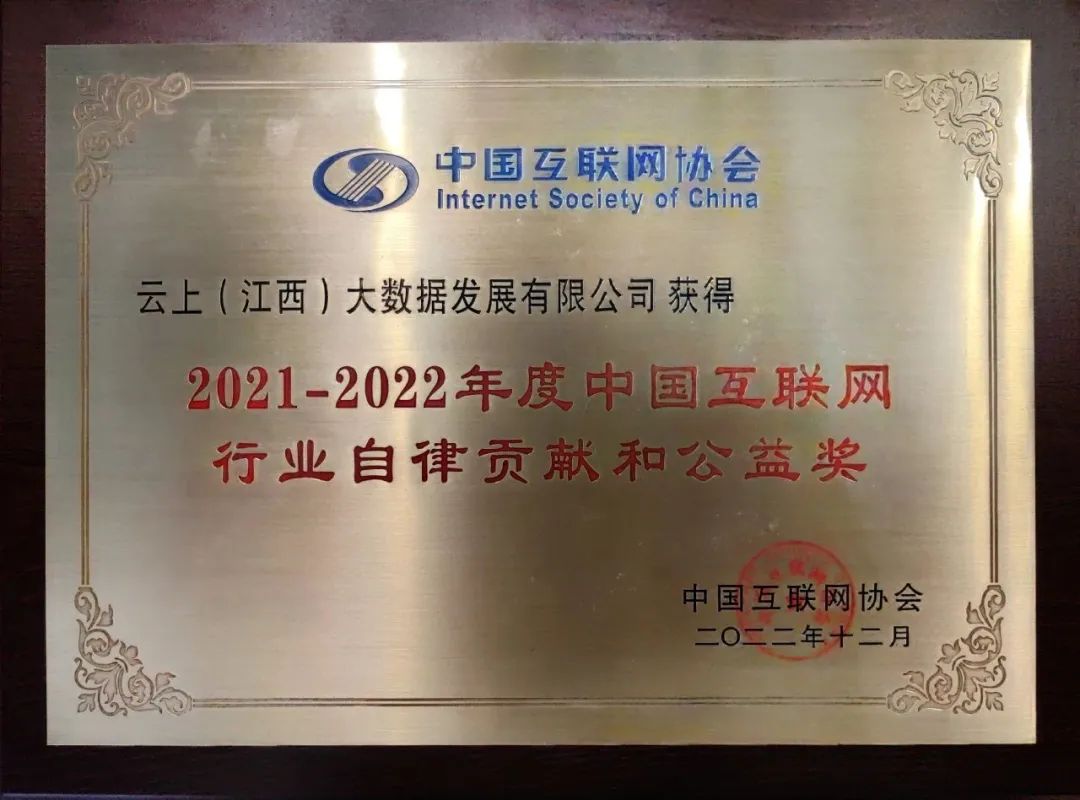 中国互联网协会
Internet Society of China
云上（江西）大数据发展有限公司 获得
2021-2022年度中国互联网
行业自律贡献和公益奖
中国互联网协会
二〇二二年十二月